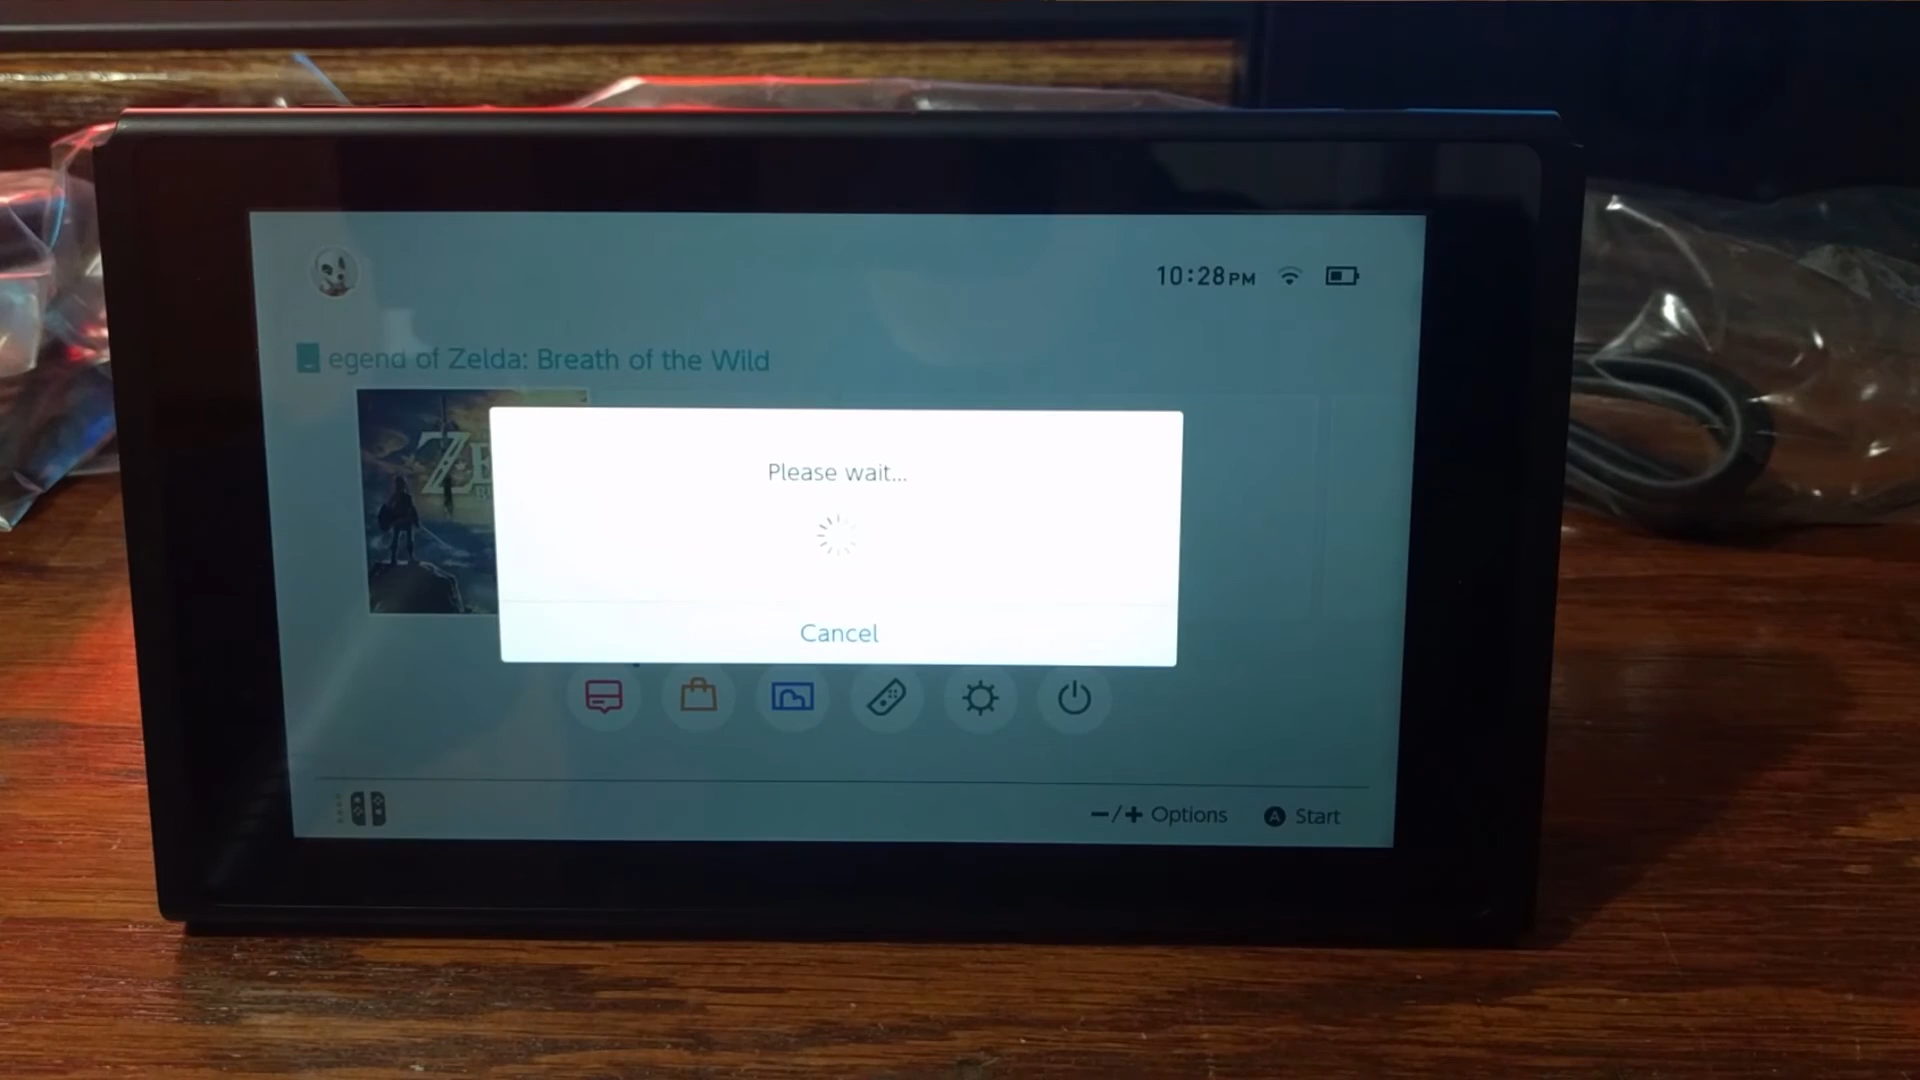 10:28PM
egend of Zelda: Breath of the Wild
Please wait...
Cancel
−/+ Options
A Start